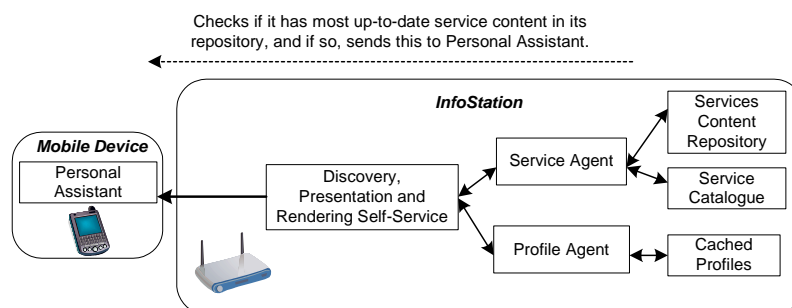 Checks if it has most up-to-date service content in its
repository, and if so, sends this to Personal Assistant.
InfoStation
Mobile Device
Personal
Assistant
Discovery,
Presentation and
Rendering Self-Service
Service Agent
Profile Agent
Services
Content
Repository
Service
Catalogue
Cached
Profiles